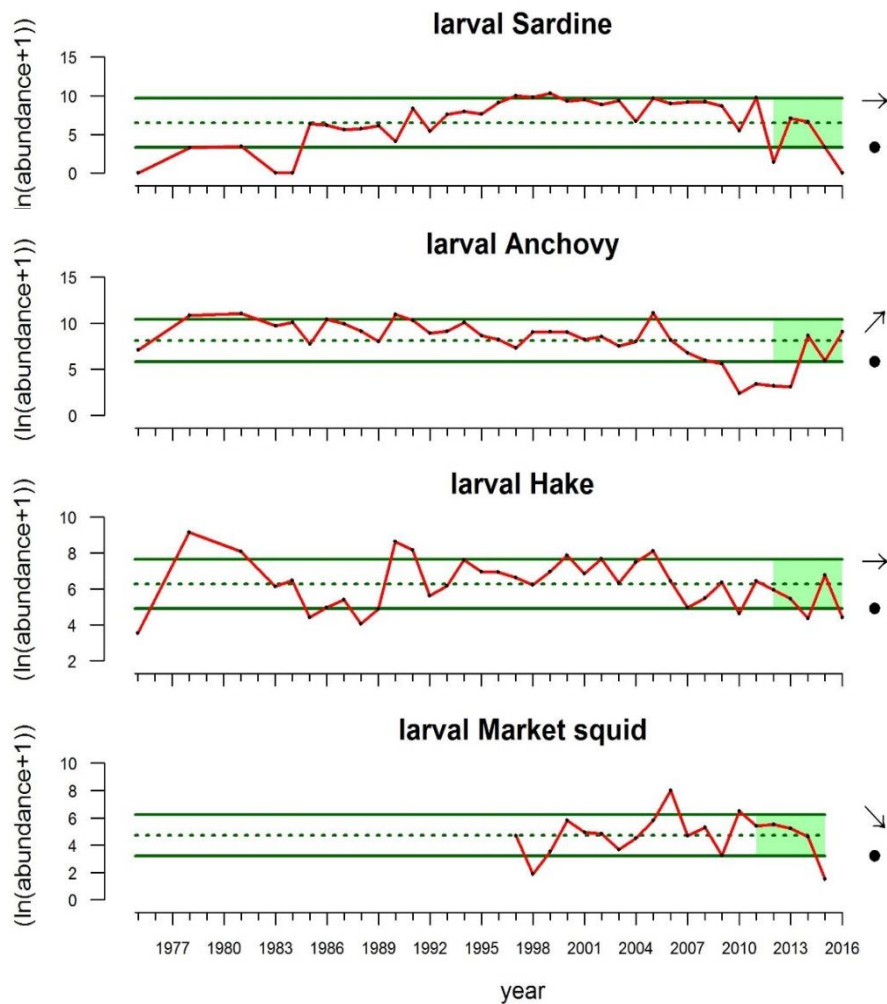 larval Sardine
ln(abundance+1))
15
10
5
0
larval Anchovy
(ln(abundance+1))
15
10
5
0
larval Hake
(ln(abundance+1))
10
8
6
4
2
larval Market squid
(ln(abundance+1))
10
8
6
4
2
0
1977 1980 1983 1986 1989 1992 1995 1998 2001 2004 2007 2010 2013 2016
year